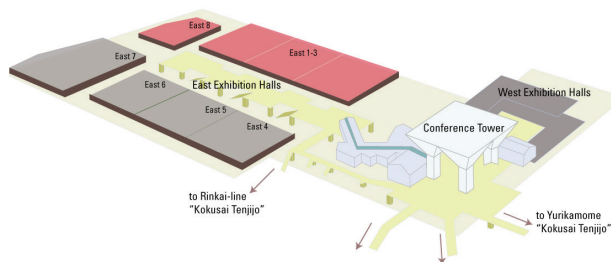 East 8
East 1-3
East 7
East 6
East Exhibition Halls
East 5
East 4
West Exhibition Halls
Conference Tower
to Rinkai-line
"Kokusai Tenjijo"
to Yurikamome
"Kokusai Tenjijo"